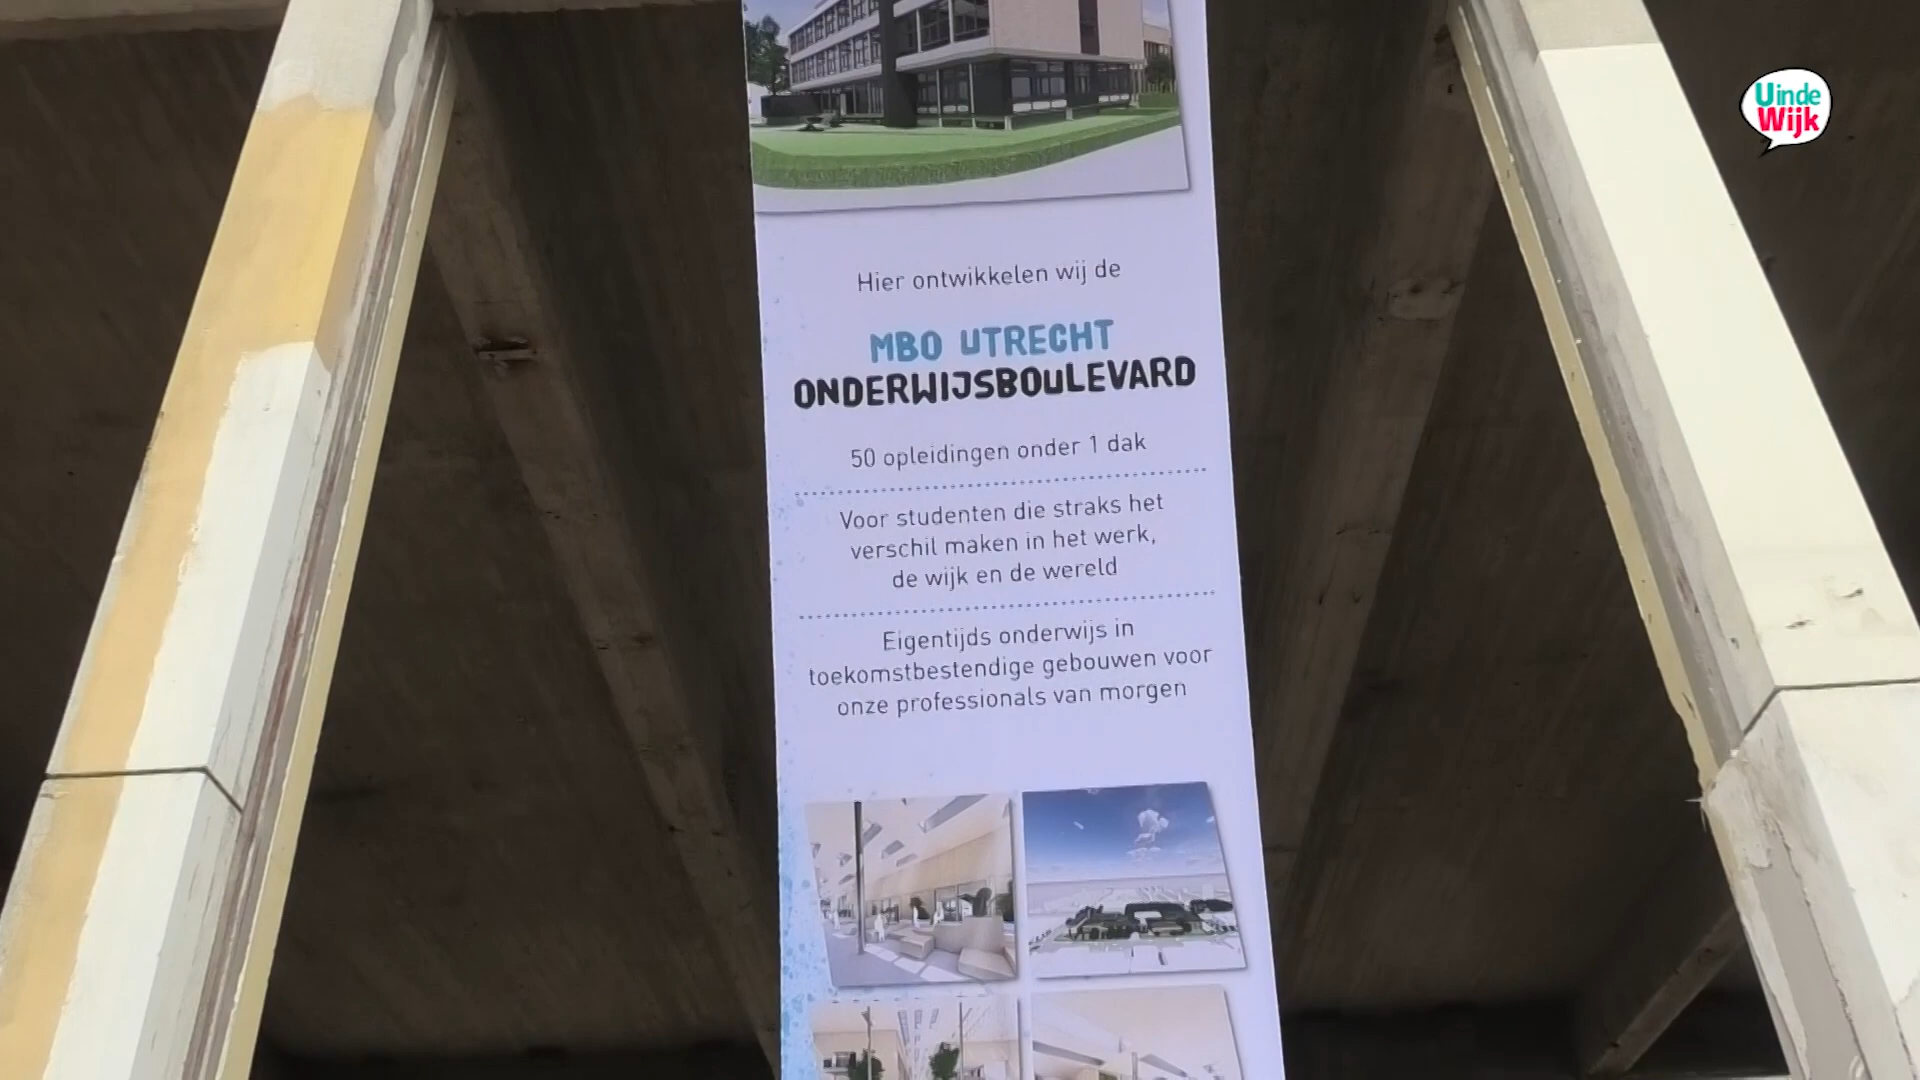 Uinde
Wijk
Hier ontwikkelen wij de
MBO UTRECHT
ONDERWIJSBOULEVARD
50 opleidingen onder 1 dak
Voor studenten die straks het
verschil maken in het werk,
de wijk en de wereld
Eigentijds onderwijs in
toekomstbestendige gebouwen voor
onze professionals van morgen